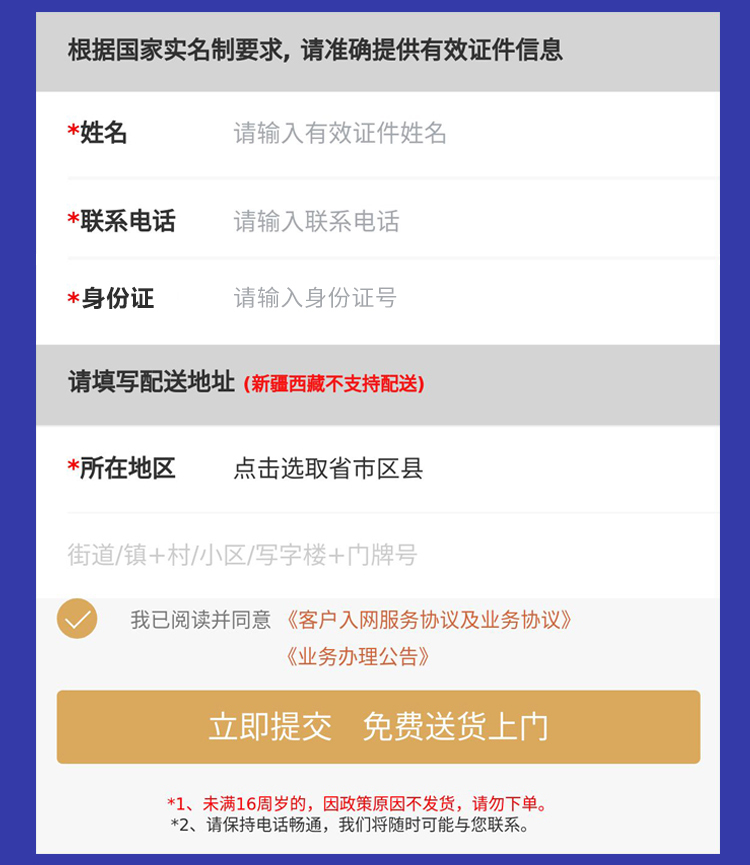 根据国家实名制要求, 请准确提供有效证件信息
*姓名 请输入有效证件姓名
*联系电话 请输入联系电话
*身份证 请输入身份证号
请填写配送地址 (新疆西藏不支持配送)
*所在地区 点击选取省市区县
街道/镇+村/小区/写字楼+门牌号
我已阅读并同意 《客户入网服务协议及业务协议》
《业务办理公告》
立即提交 免费送货上门
*1、未满16周岁的，因政策原因不发货，请勿下单。
*2、请保持电话畅通，我们将随时可能与您联系。